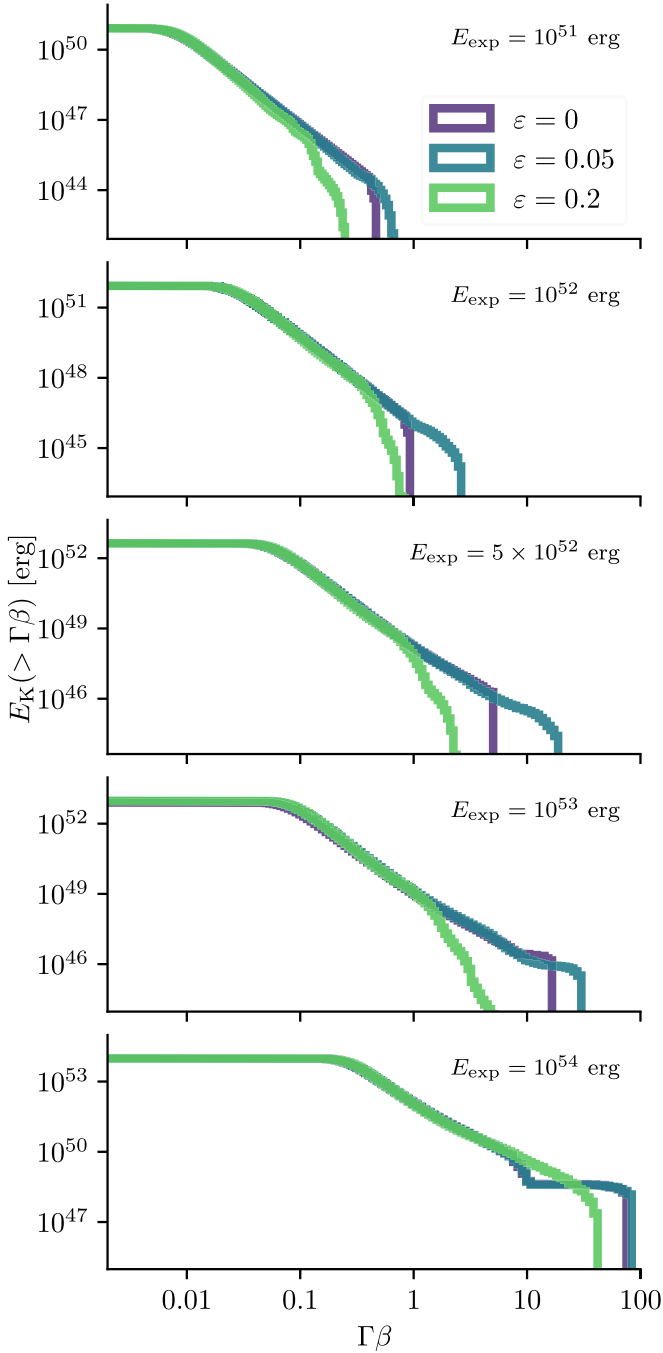 E_exp = 10^51 erg
10^50
10^47
10^44
ε = 0
ε = 0.05
ε = 0.2
E_exp = 10^52 erg
10^51
10^48
10^45
E_K(> Γβ) [erg]
E_exp = 5 × 10^52 erg
10^52
10^49
10^46
E_exp = 10^53 erg
10^52
10^49
10^46
E_exp = 10^54 erg
10^53
10^50
10^47
0.01 0.1 1 10 100
Γβ